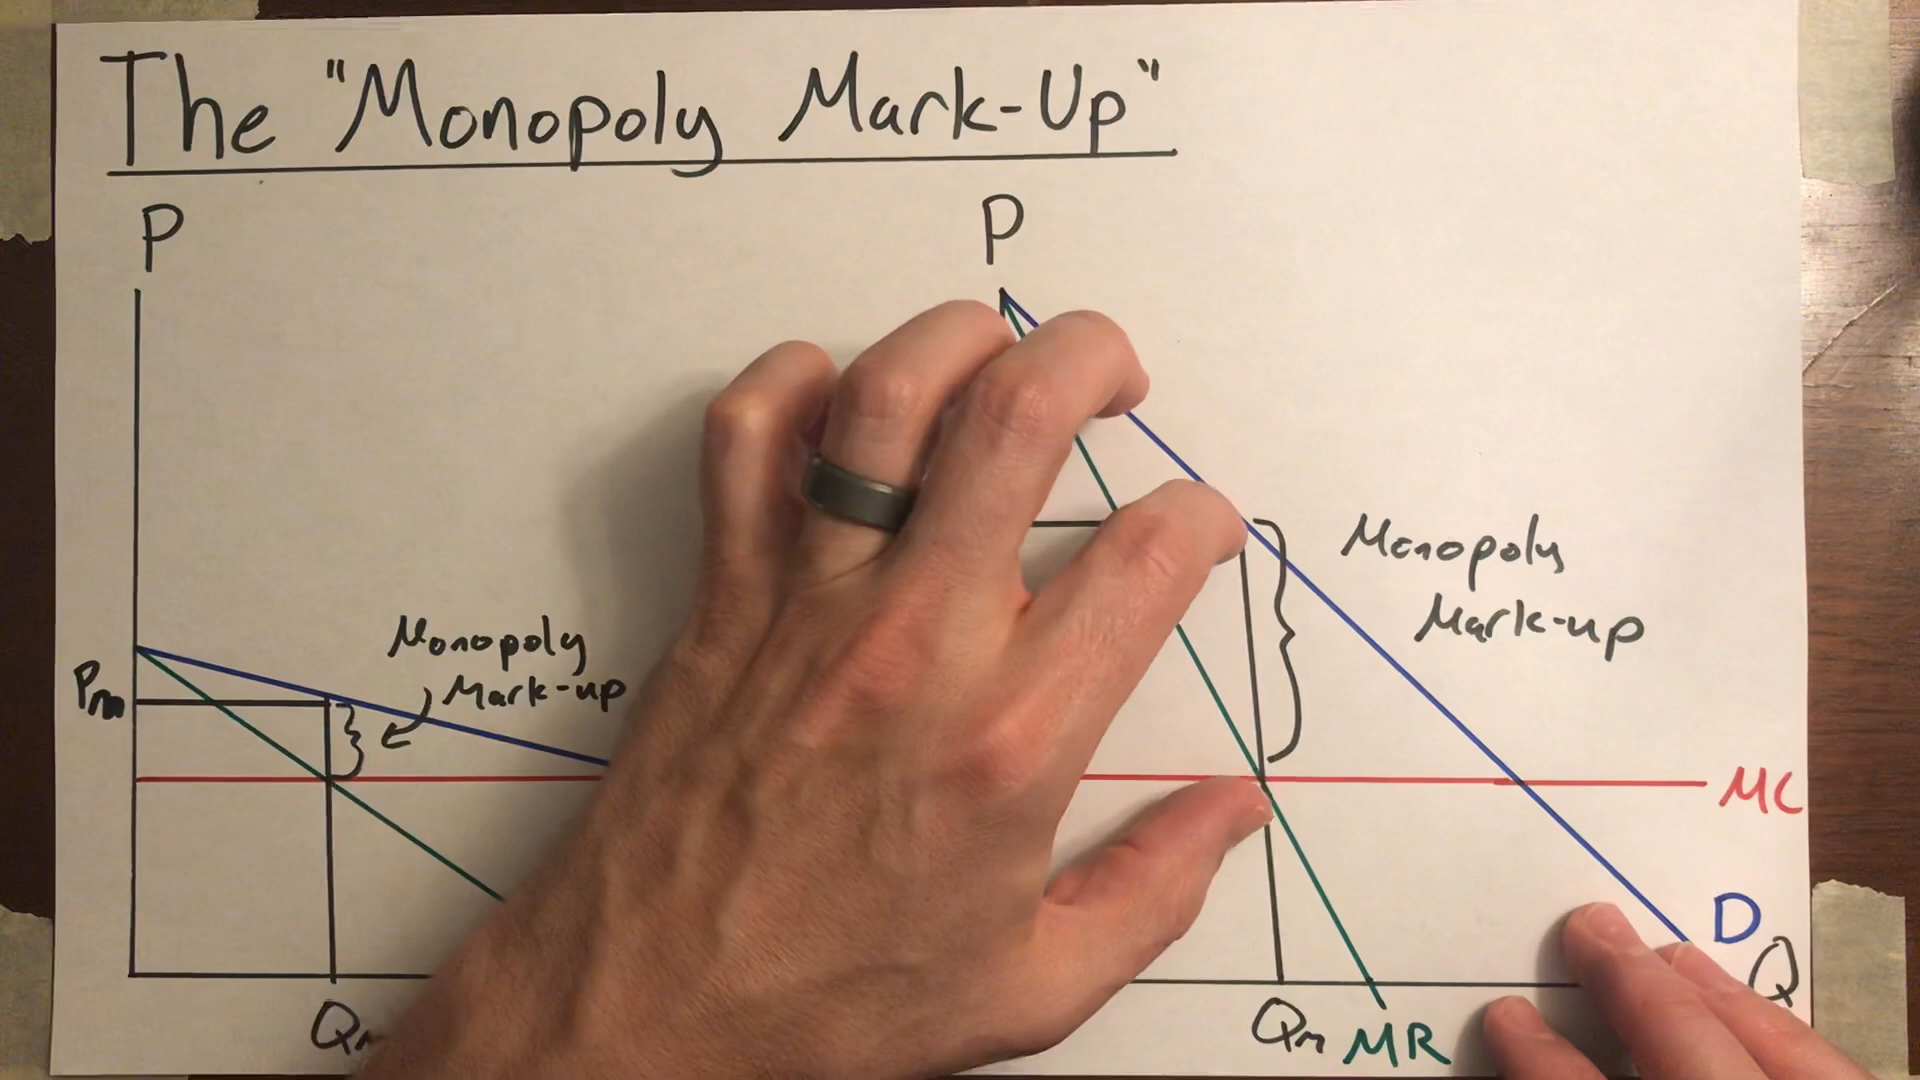 The "Monopoly Mark-Up"
P
P
Monopoly
Mark-up
Pm
Monopoly
Mark-up
MC
D
Q
Qm
MR